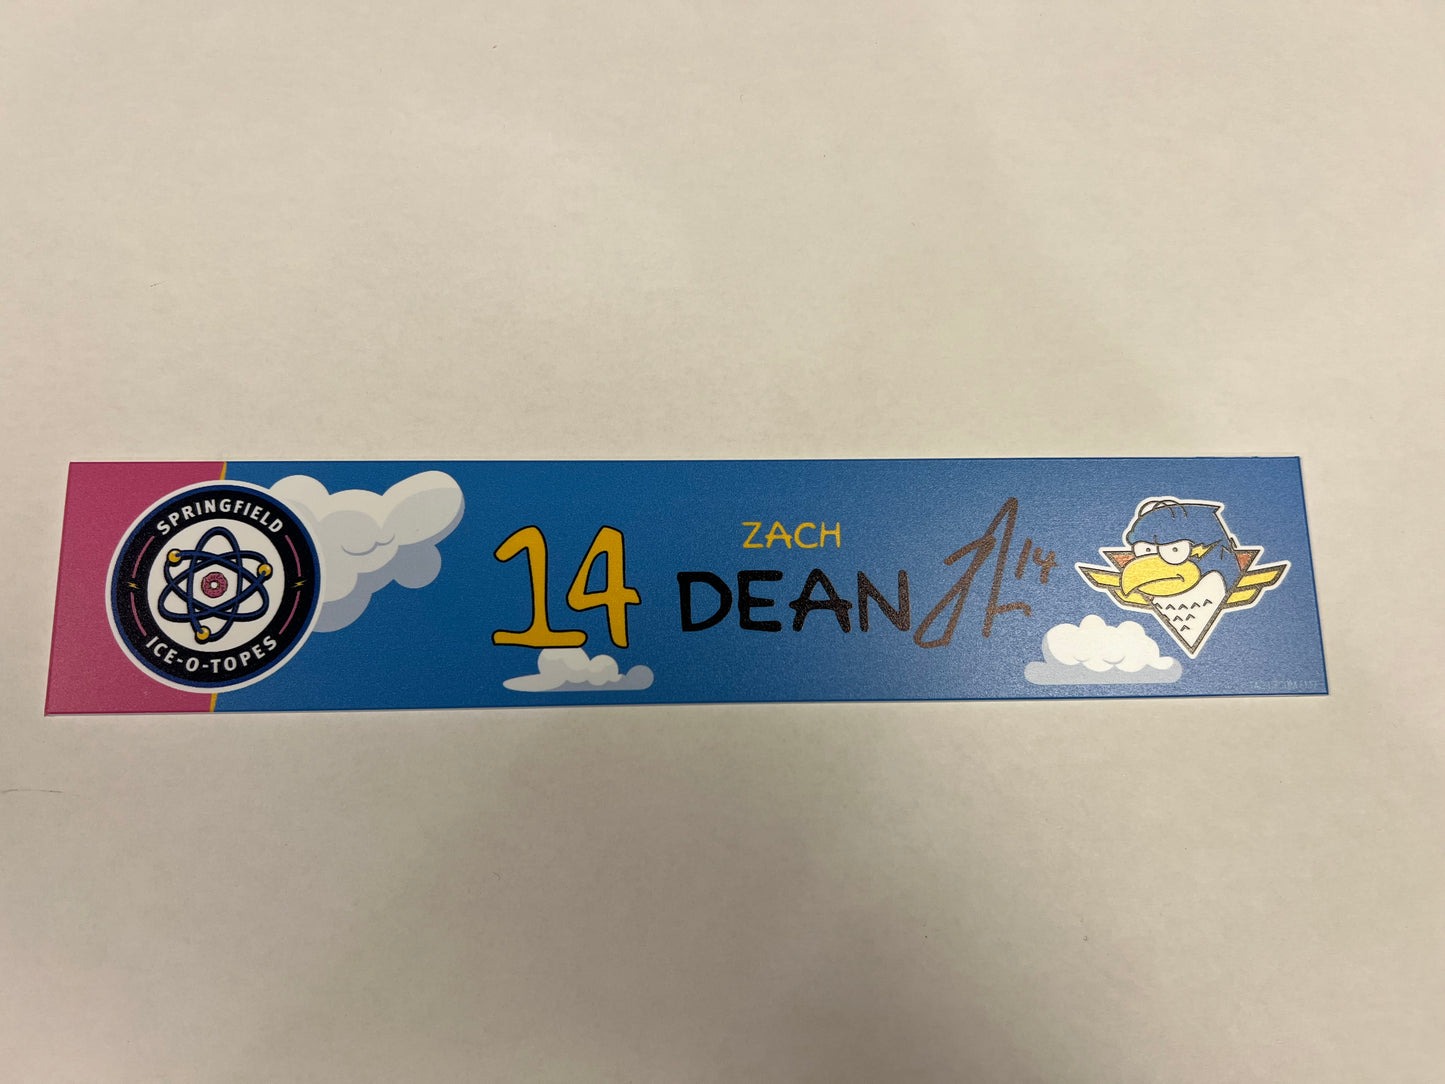 SPRINGFIELD
ICE-O-TOPES
14
ZACH
DEAN
14